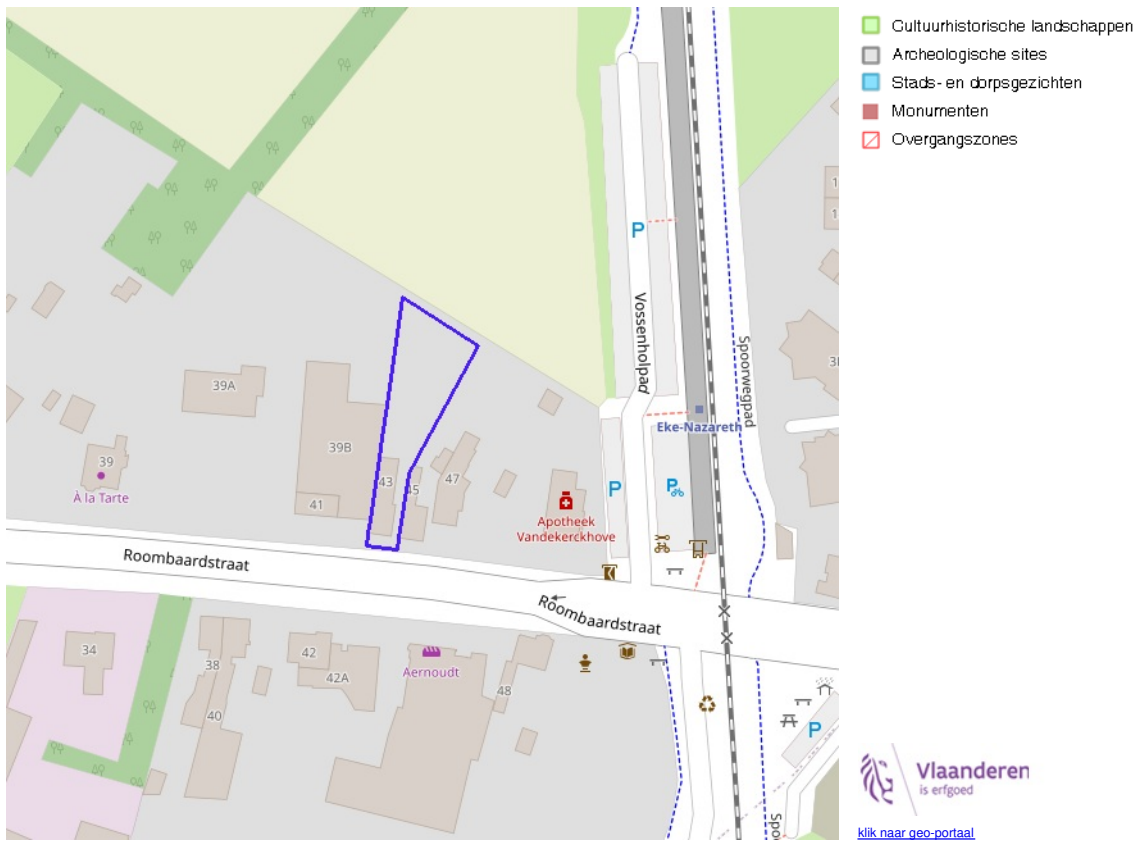 Cultuurhistorische landschappen
Archeologische sites
Stads- en dorpsgezichten
Monumenten
Overgangszones
P
Vossenholpad
Spoorwegpad
Eke-Nazareth
39A
39B
39
À la Tarte
41
43
45
47
P
P
Apotheek
Vandekerckhove
Roombaardstraat
Roombaardstraat
34
38
40
42
42A
Aernoudt
48
P
Vlaanderen
is erfgoed
klik naar geo-portaal